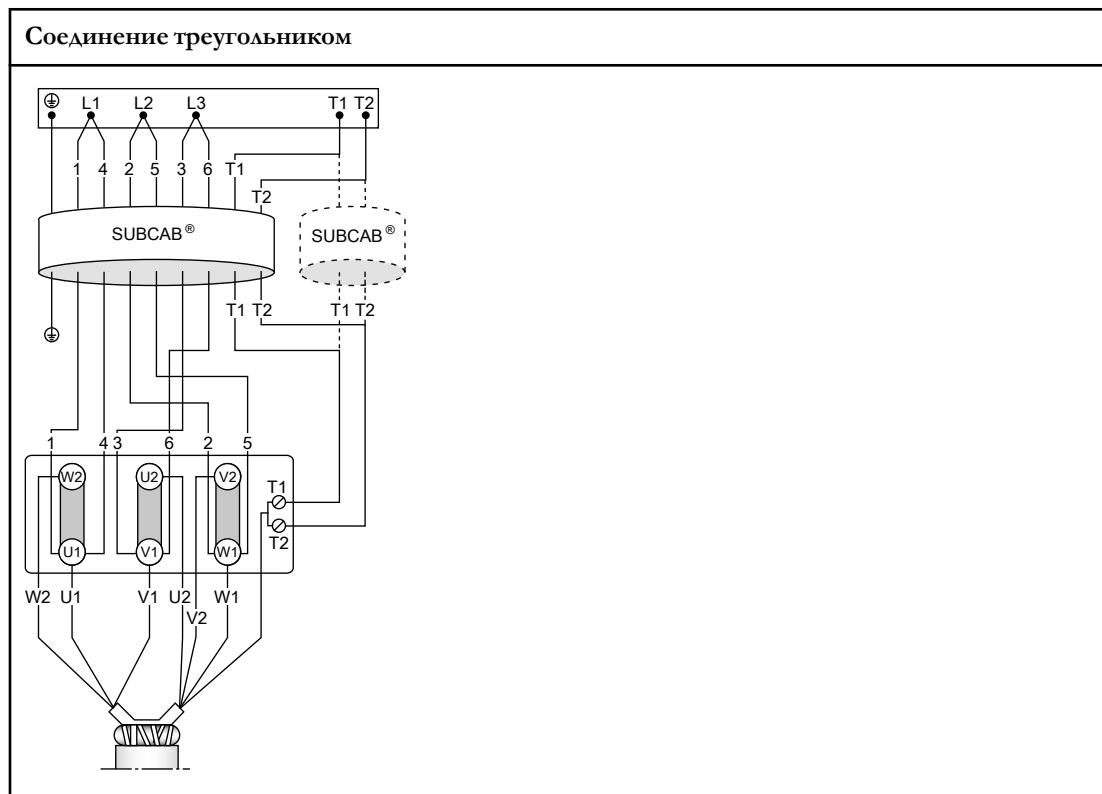 Соединение треугольником
L1 L2 L3 T1 T2
1 4 2 5 3 6 T1
T2
SUBCAB® SUBCAB®
T1 T2 T1 T2
1 4 3 6 2 5
W2 U2 V2
T1
U1 V1 W1
T2
W2 U1 V1 U2 W1
V2